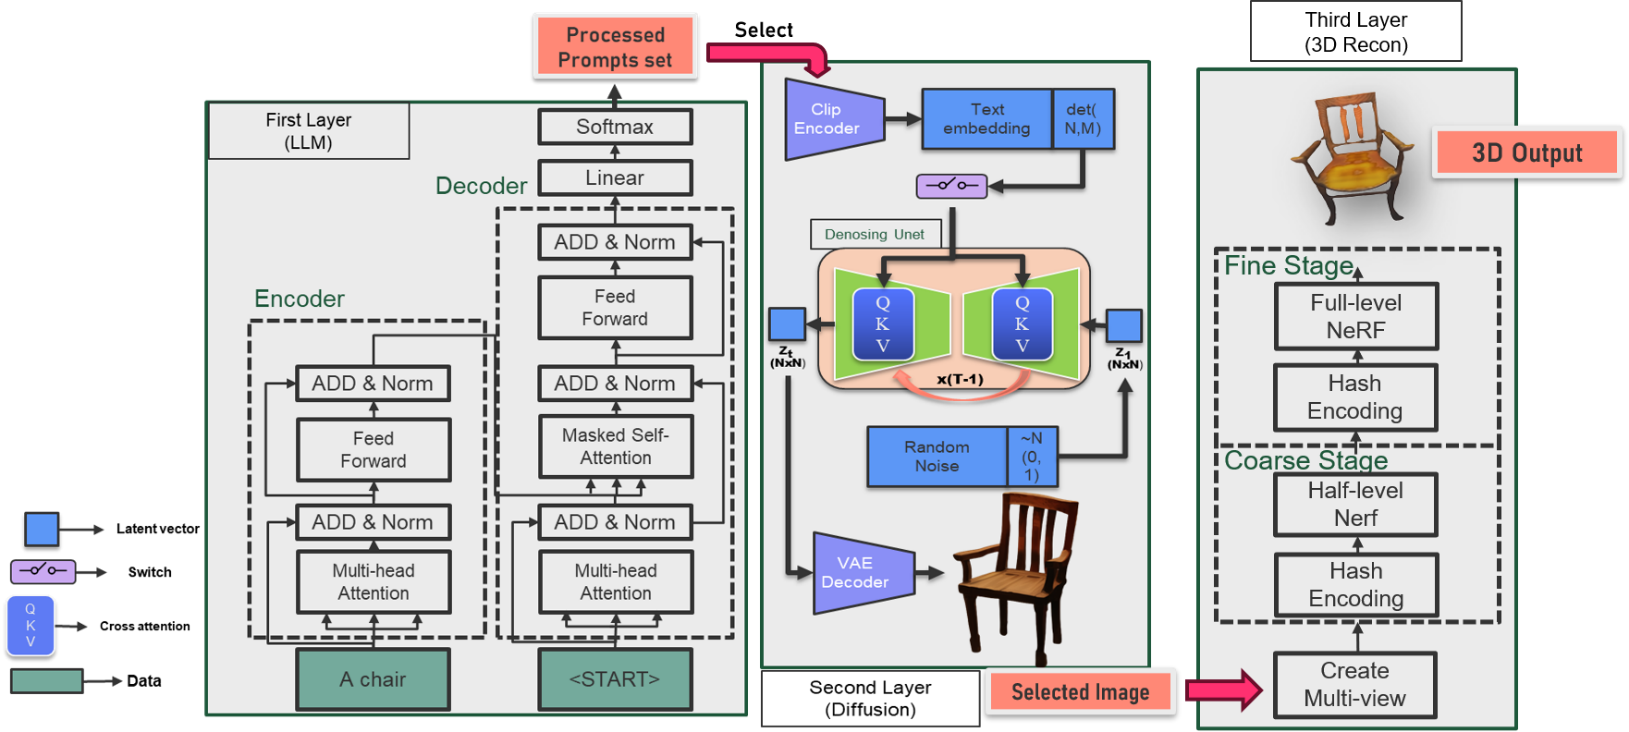 Processed
Prompts set
Select
First Layer
(LLM)
Softmax
Linear
Decoder
ADD & Norm
Feed
Forward
ADD & Norm
Masked Self-
Attention
ADD & Norm
Multi-head
Attention
<START>
Encoder
ADD & Norm
Feed
Forward
ADD & Norm
Multi-head
Attention
A chair
Latent vector
Switch
Q
K
V
Cross attention
Data
Clip
Encoder
Text
embedding
det(
N,M)
Denosing Unet
Q
K
V
Q
K
V
zt
(NxN)
z1
(NxN)
x(T-1)
Random
Noise
~N
(0,
1)
VAE
Decoder
Second Layer
(Diffusion)
Selected Image
Third Layer
(3D Recon)
3D Output
Fine Stage
Full-level
NeRF
Hash
Encoding
Coarse Stage
Half-level
Nerf
Hash
Encoding
Create
Multi-view